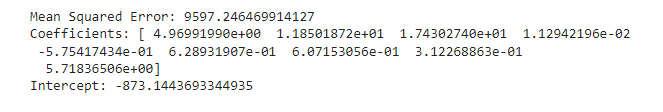 Mean Squared Error: 9597.246469914127
Coefficients: [ 4.96991990e+00 1.18501872e+01 1.74302740e+01 1.12942196e-02
-5.75417434e-01 6.28931907e-01 6.07153056e-01 3.12268863e-01
5.71836506e+00]
Intercept: -873.1443693344935